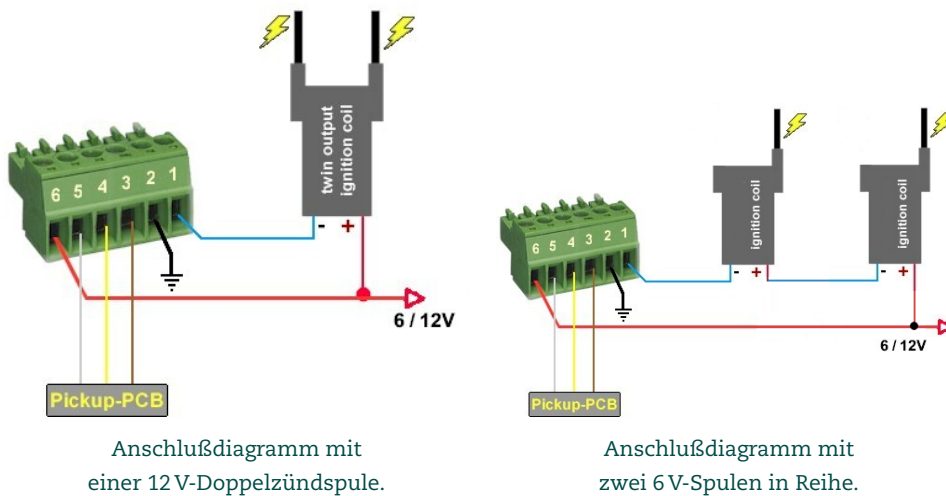 twin output
ignition coil
6 5 4 3 2 1
- +
6 / 12V
Pickup-PCB
Anschlußdiagramm mit
einer 12 V-Doppelzündspule.
ignition coil
ignition coil
6 5 4 3 2 1
- +
- +
6 / 12V
Pickup-PCB
Anschlußdiagramm mit
zwei 6 V-Spulen in Reihe.